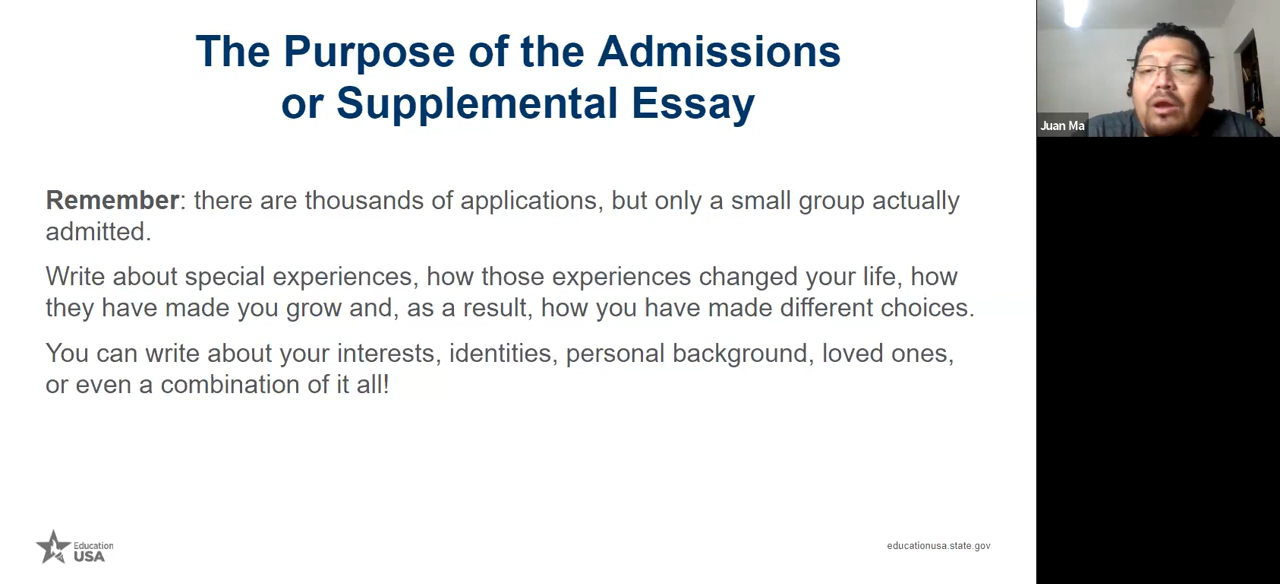 The Purpose of the Admissions
or Supplemental Essay
Juan Ma
Remember: there are thousands of applications, but only a small group actually
admitted.
Write about special experiences, how those experiences changed your life, how
they have made you grow and, as a result, how you have made different choices.
You can write about your interests, identities, personal background, loved ones,
or even a combination of it all!
Education
USA
educationusa.state.gov